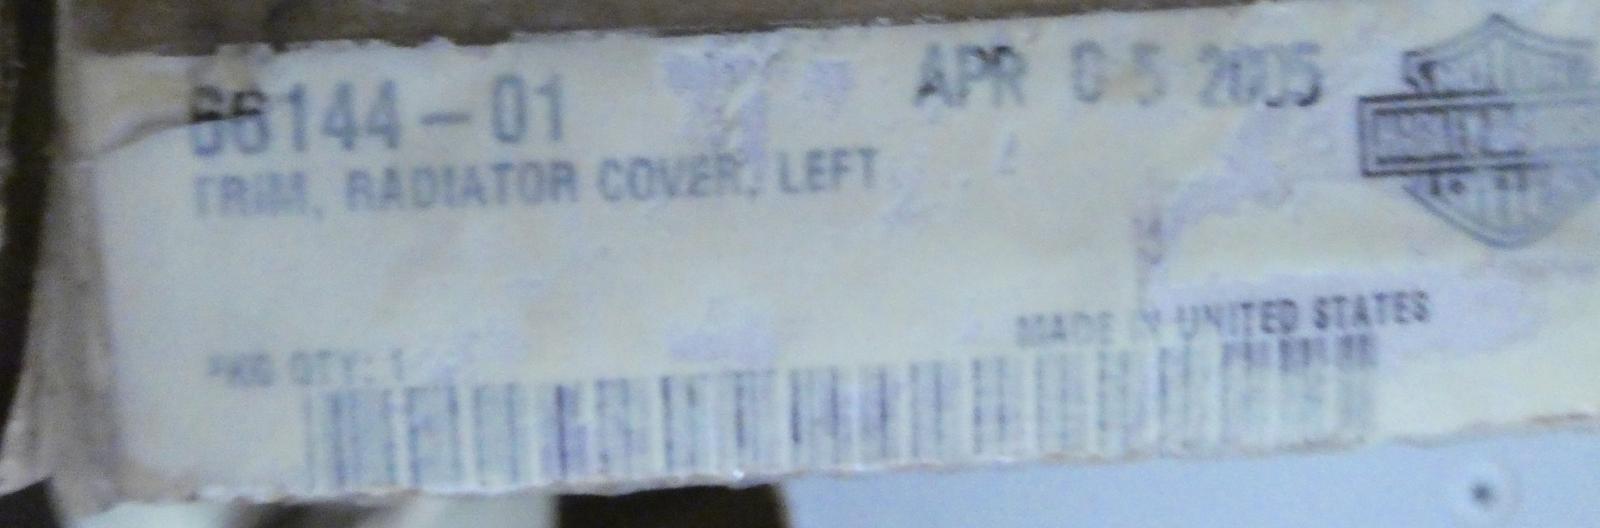 66144-01 APR 05 2005
TRIM, RADIATOR COVER, LEFT
MADE IN UNITED STATES
PKG QTY: 1